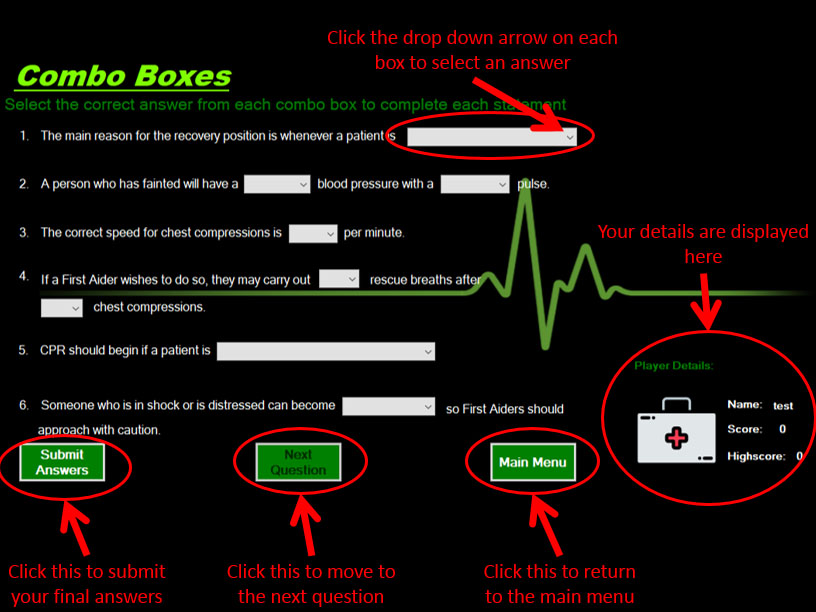 Click the drop down arrow on each
box to select an answer
Combo Boxes
Select the correct answer from each combo box to complete each statement
1. The main reason for the recovery position is whenever a patient is
2. A person who has fainted will have a blood pressure with a pulse.
3. The correct speed for chest compressions is per minute.
Your details are displayed
here
4. If a First Aider wishes to do so, they may carry out rescue breaths after
chest compressions.
5. CPR should begin if a patient is
Player Details:
6. Someone who is in shock or is distressed can become so First Aiders should
approach with caution.
Name: test
Score: 0
Highscore: 0
Submit
Answers
Next
Question
Main Menu
Click this to submit
your final answers
Click this to move to
the next question
Click this to return
to the main menu